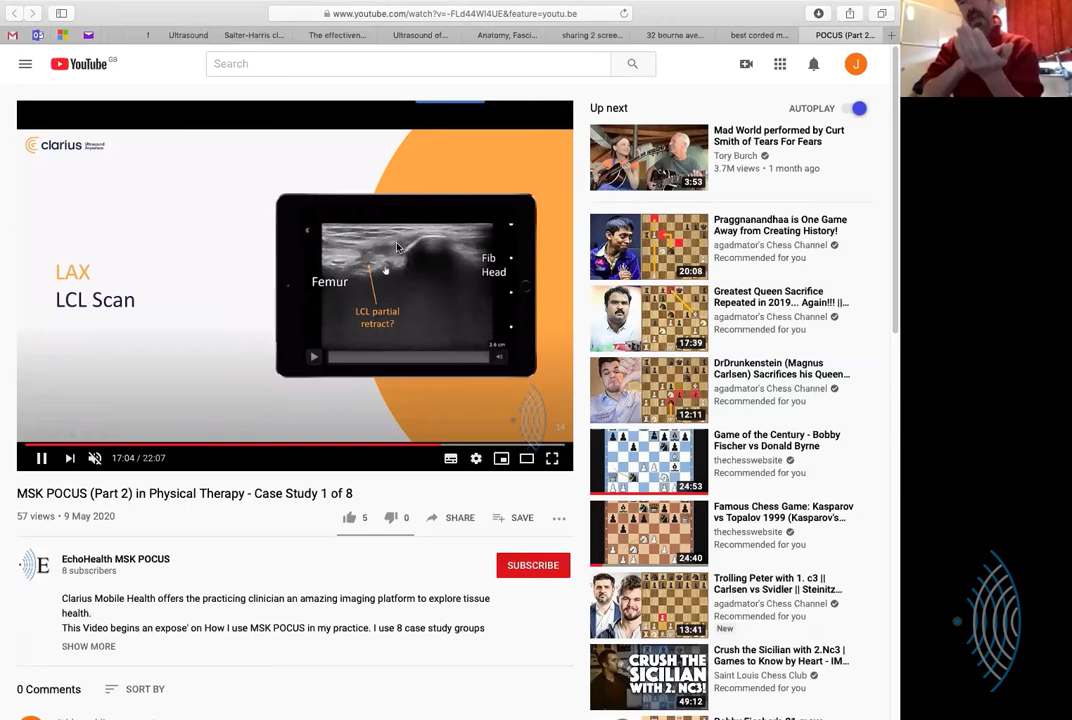 www.youtube.com/watch?v=-FLd44WI4UE&feature=youtu.be
Ultrasound
Salter-Harris cl...
The effectiven...
Ultrasound of...
Anatomy, Fasci...
sharing 2 scree...
32 bourne ave...
best corded m...
POCUS (Part 2...
YouTube GB
Search
J
clarius Ultrasound Anywhere
LAX
LCL Scan
Femur
Fib
Head
LCL partial
retract?
3.6 cm
14
17:04 / 22:07
MSK POCUS (Part 2) in Physical Therapy - Case Study 1 of 8
57 views • 9 May 2020
5
0
SHARE
SAVE
E
EchoHealth MSK POCUS
8 subscribers
SUBSCRIBE
Clarius Mobile Health offers the practicing clinician an amazing imaging platform to explore tissue
health.
This Video begins an expose' on How I use MSK POCUS in my practice. I use 8 case study groups
SHOW MORE
0 Comments
SORT BY
Up next
AUTOPLAY
3:53
Mad World performed by Curt
Smith of Tears For Fears
Tory Burch
3.7M views • 1 month ago
20:08
Praggnanandhaa is One Game
Away from Creating History!
agadmator's Chess Channel
Recommended for you
17:39
Greatest Queen Sacrifice
Repeated in 2019... Again!!! ||...
agadmator's Chess Channel
Recommended for you
12:11
DrDrunkenstein (Magnus
Carlsen) Sacrifices his Queen...
agadmator's Chess Channel
Recommended for you
24:53
Game of the Century - Bobby
Fischer vs Donald Byrne
thechesswebsite
Recommended for you
24:40
Famous Chess Game: Kasparov
vs Topalov 1999 (Kasparov's...
thechesswebsite
Recommended for you
13:41
Trolling Peter with 1. c3 ||
Carlsen vs Svidler || Steinitz...
agadmator's Chess Channel
Recommended for you
New
CRUSH THE
SICILIAN
WITH 2. NC3!
49:12
Crush the Sicilian with 2.Nc3 |
Games to Know by Heart - IM...
Saint Louis Chess Club
Recommended for you